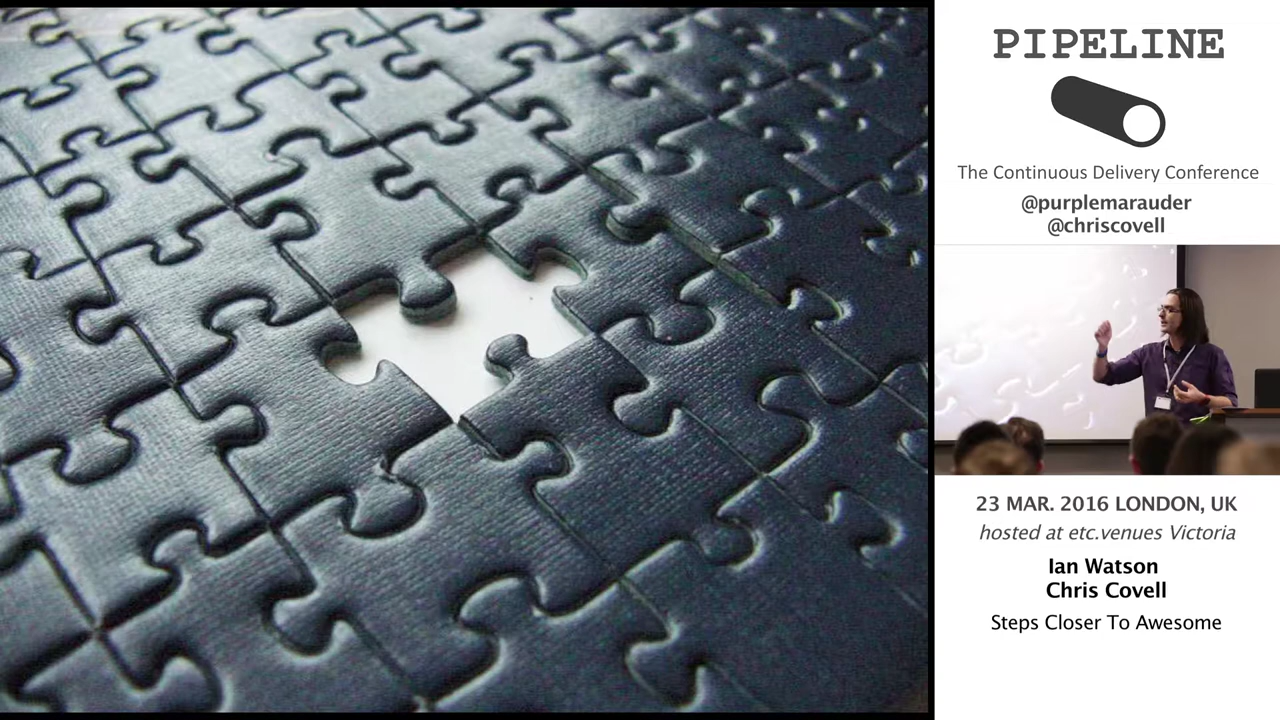 PIPELINE
The Continuous Delivery Conference
@purplemarauder
@chriscovell
23 MAR. 2016 LONDON, UK
hosted at etc.venues Victoria
Ian Watson
Chris Covell
Steps Closer To Awesome